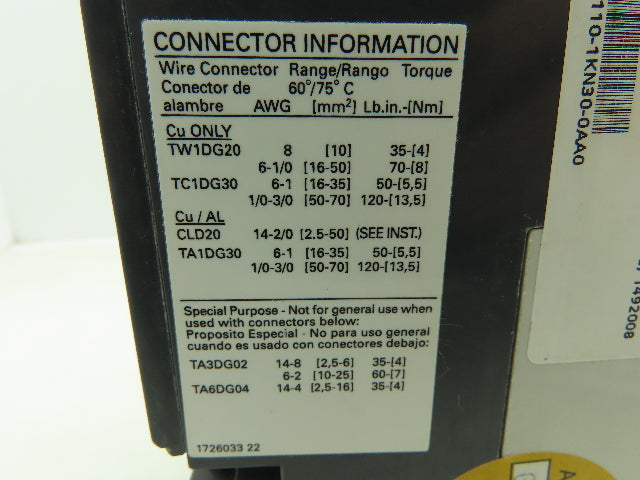 CONNECTOR INFORMATION
Wire Connector Range/Rango Torque
Conector de 60°/75° C
alambre AWG [mm²] Lb.in.-[Nm]
Cu ONLY
TW1DG20 8 [10] 35-[4]
6-1/0 [16-50] 70-[8]
TC1DG30 6-1 [16-35] 50-[5,5]
1/0-3/0 [50-70] 120-[13,5]
Cu / AL
CLD20 14-2/0 [2.5-50] (SEE INST.)
TA1DG30 6-1 [16-35] 50-[5,5]
1/0-3/0 [50-70] 120-[13,5]
Special Purpose - Not for general use when
used with connectors below:
Proposito Especial - No para uso general
cuando es usado con conectores debajo:
TA3DG02 14-8 [2,5-6] 35-[4]
6-2 [10-25] 60-[7]
TA6DG04 14-4 [2,5-16] 35-[4]
1726033 22
110-1KN30-0AA0
1492008